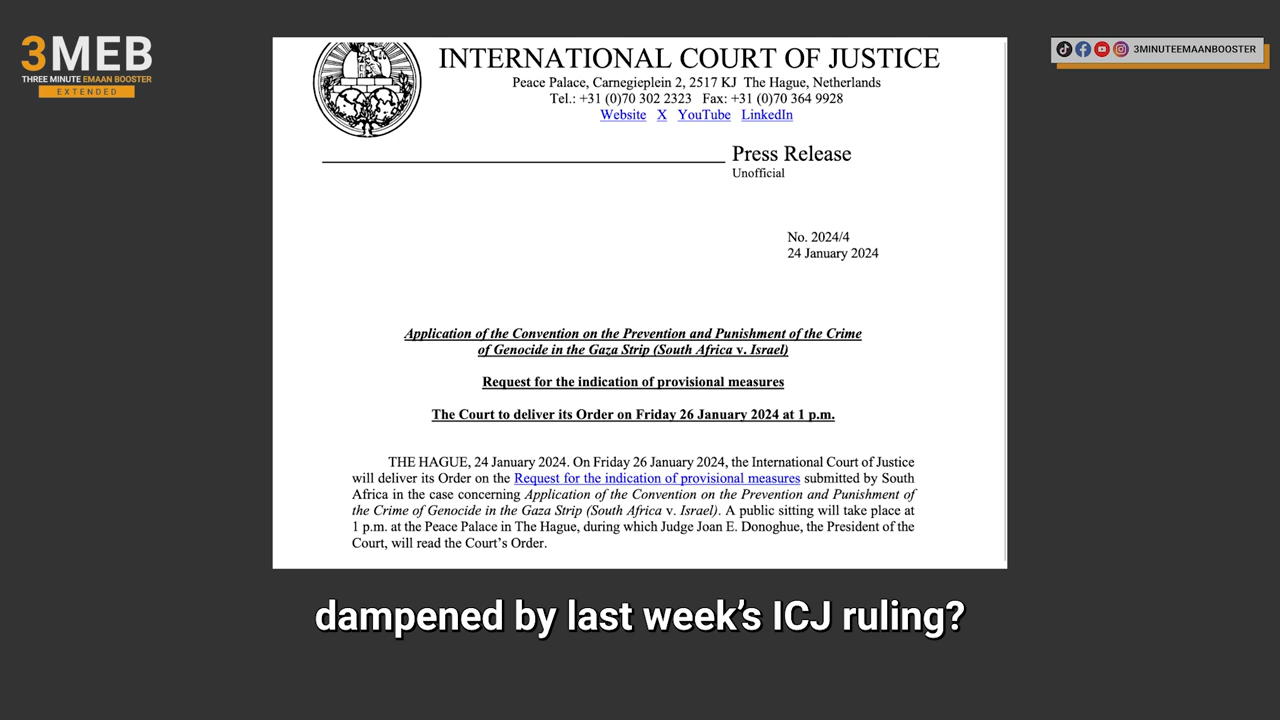 3MEB
THREE MINUTE EMAAN BOOSTER
EXTENDED
3MINUTEEMAANBOOSTER
INTERNATIONAL COURT OF JUSTICE
Peace Palace, Carnegieplein 2, 2517 KJ The Hague, Netherlands
Tel.: +31 (0)70 302 2323 Fax: +31 (0)70 364 9928
Website X YouTube LinkedIn
Press Release
Unofficial
No. 2024/4
24 January 2024
Application of the Convention on the Prevention and Punishment of the Crime
of Genocide in the Gaza Strip (South Africa v. Israel)
Request for the indication of provisional measures
The Court to deliver its Order on Friday 26 January 2024 at 1 p.m.
THE HAGUE, 24 January 2024. On Friday 26 January 2024, the International Court of Justice
will deliver its Order on the Request for the indication of provisional measures submitted by South
Africa in the case concerning Application of the Convention on the Prevention and Punishment of
the Crime of Genocide in the Gaza Strip (South Africa v. Israel). A public sitting will take place at
1 p.m. at the Peace Palace in The Hague, during which Judge Joan E. Donoghue, the President of the
Court, will read the Court's Order.
dampened by last week's ICJ ruling?